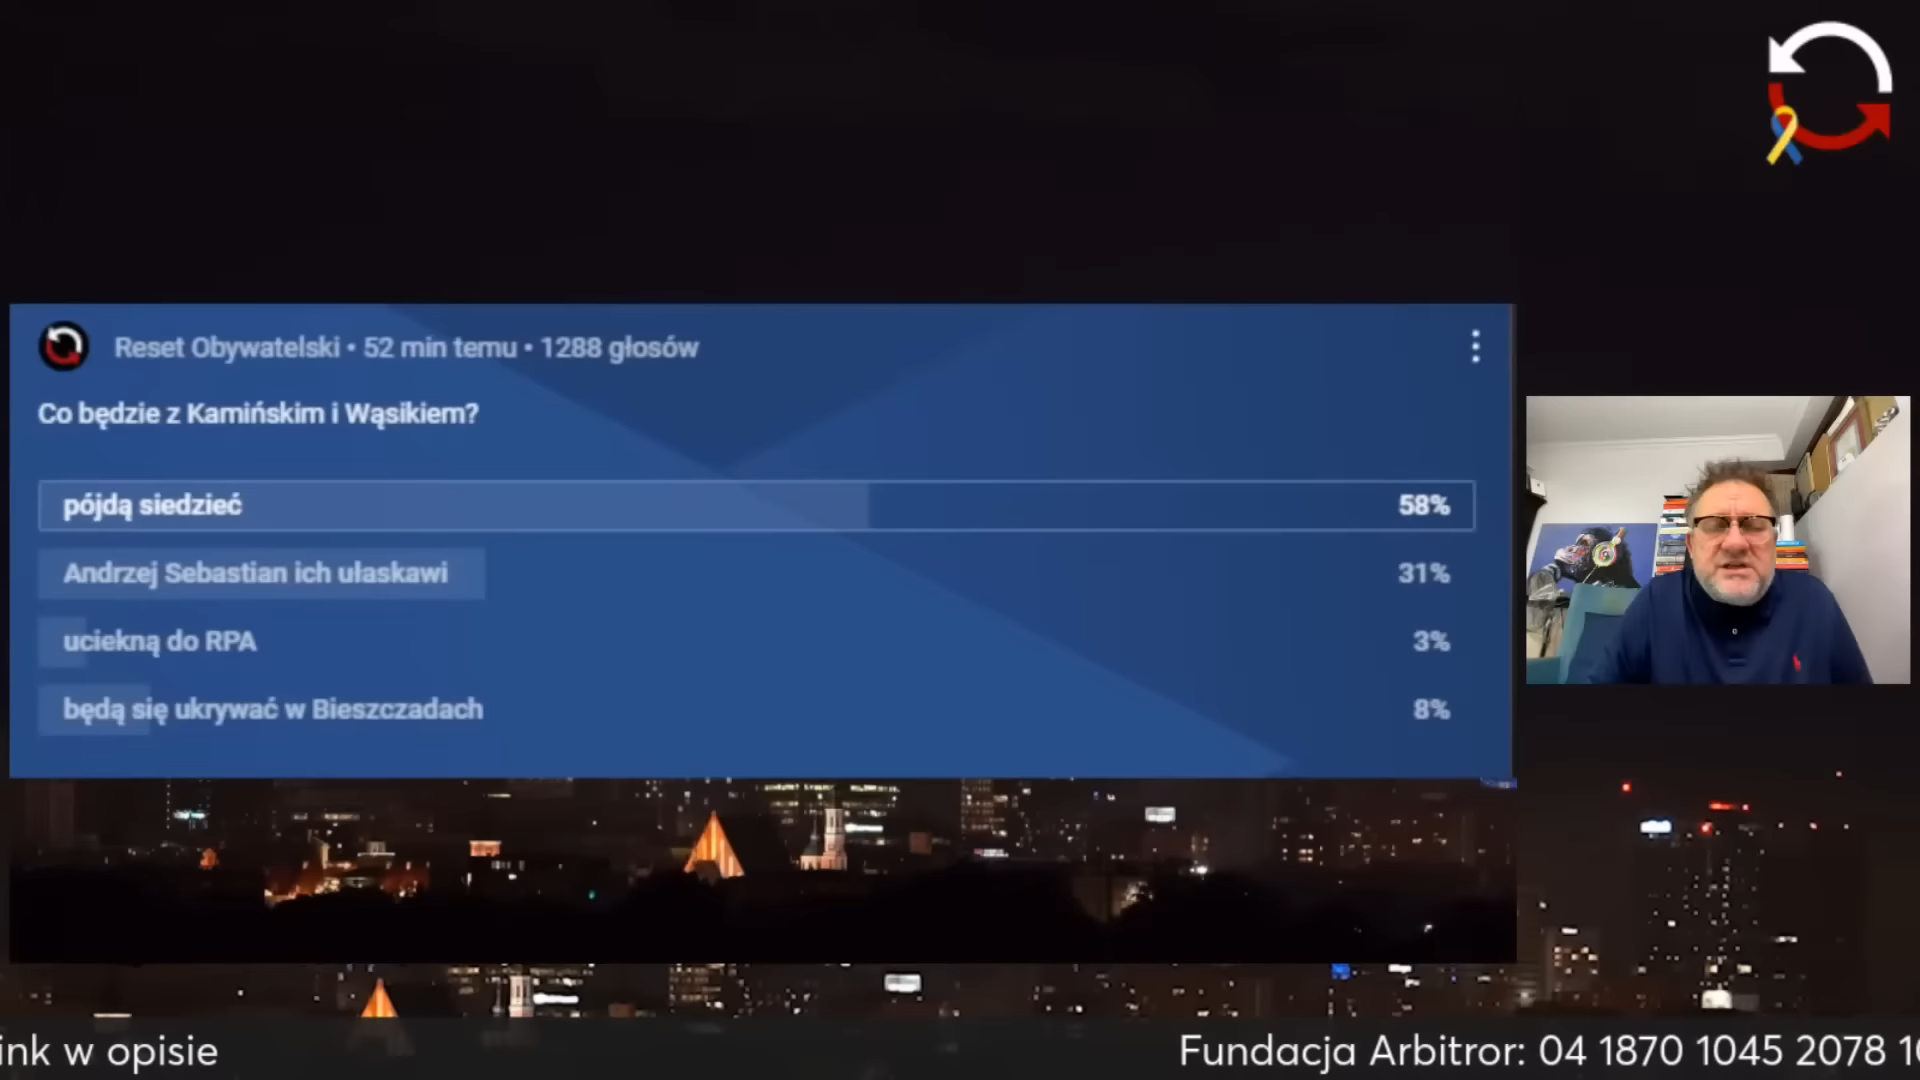 Reset Obywatelski • 52 min temu • 1288 głosów
Co będzie z Kamińskim i Wąsikiem?
pójdą siedzieć 58%
Andrzej Sebastian ich ułaskawi 31%
uciekną do RPA 3%
będą się ukrywać w Bieszczadach 8%
ink w opisie Fundacja Arbitror: 04 1870 1045 2078 10